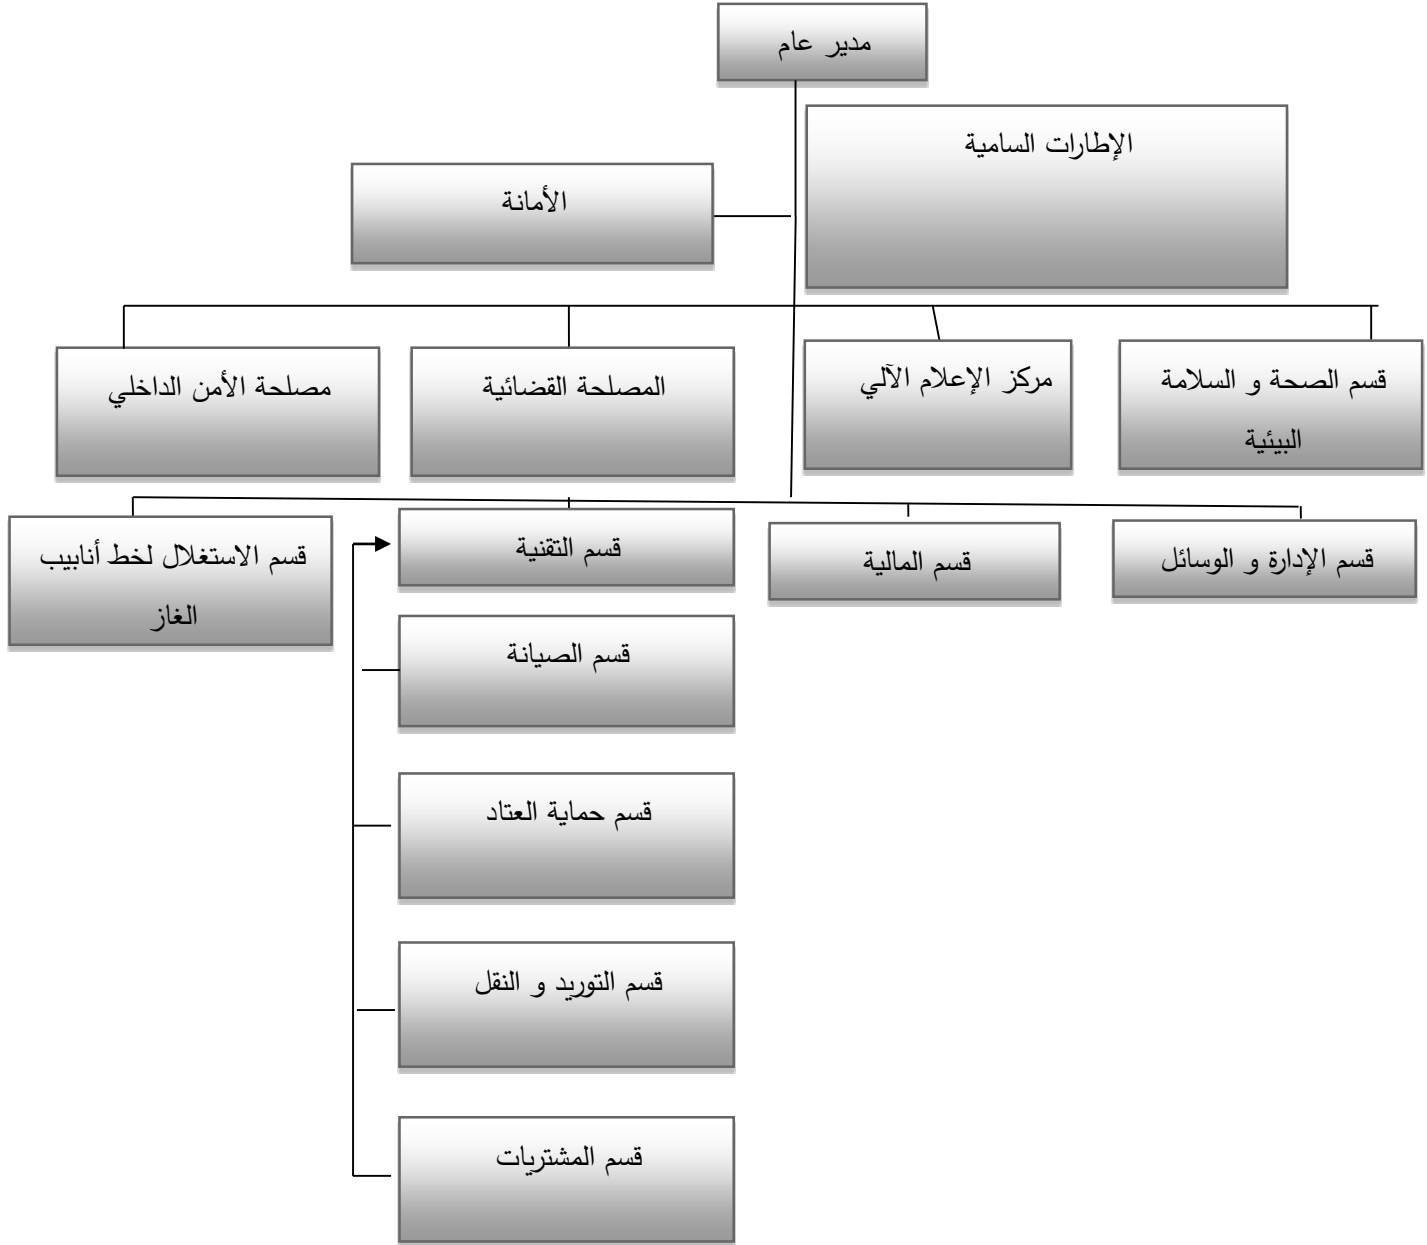 مدير عام
الإطارات السامية
الأمانة
قسم الصحة و السلامة
البيئية
مركز الإعلام الآلي
المصلحة القضائية
مصلحة الأمن الداخلي
قسم الإدارة و الوسائل
قسم المالية
قسم التقنية
قسم الاستغلال لخط أنابيب
الغاز
قسم الصيانة
قسم حماية العتاد
قسم التوريد و النقل
قسم المشتريات